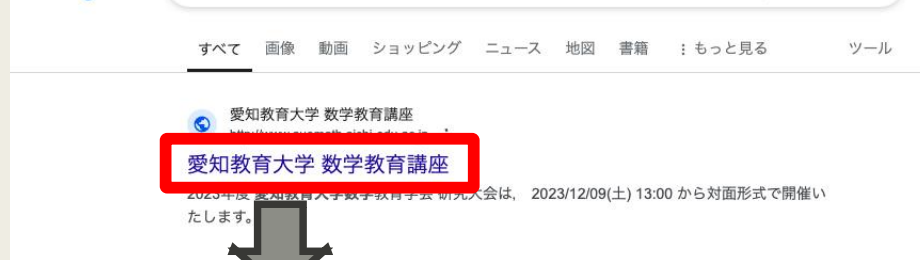 すべて 画像 動画 ショッピング ニュース 地図 書籍 : もっと見る ツール
愛知教育大学 数学教育講座
愛知教育大学 数学教育講座
2023年度 愛知教育大学数学教育学会 研究大会は, 2023/12/09(土) 13:00 から対面形式で開催い
たします。